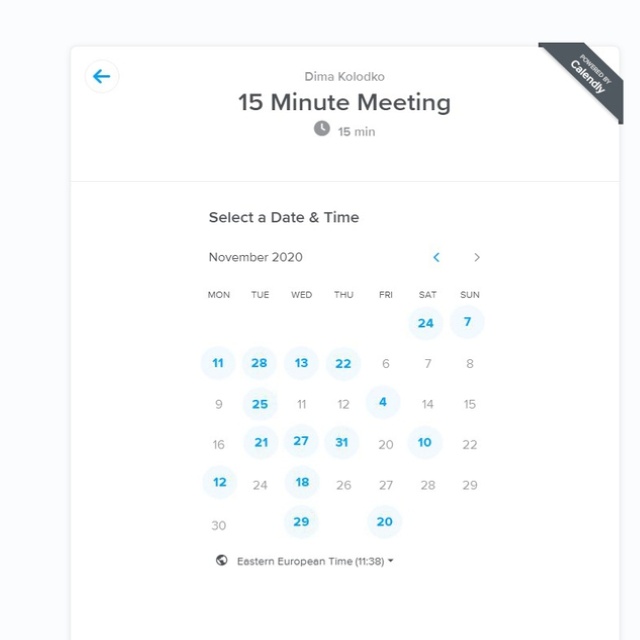 POWERED BY
Calendly
Dima Kolodko
15 Minute Meeting
15 min
Select a Date & Time
November 2020
MON TUE WED THU FRI SAT SUN
24 7
11 28 13 22 6 7 8
9 25 11 12 4 14 15
16 21 27 31 20 10 22
12 24 18 26 27 28 29
30 29 20
Eastern European Time (11:38)